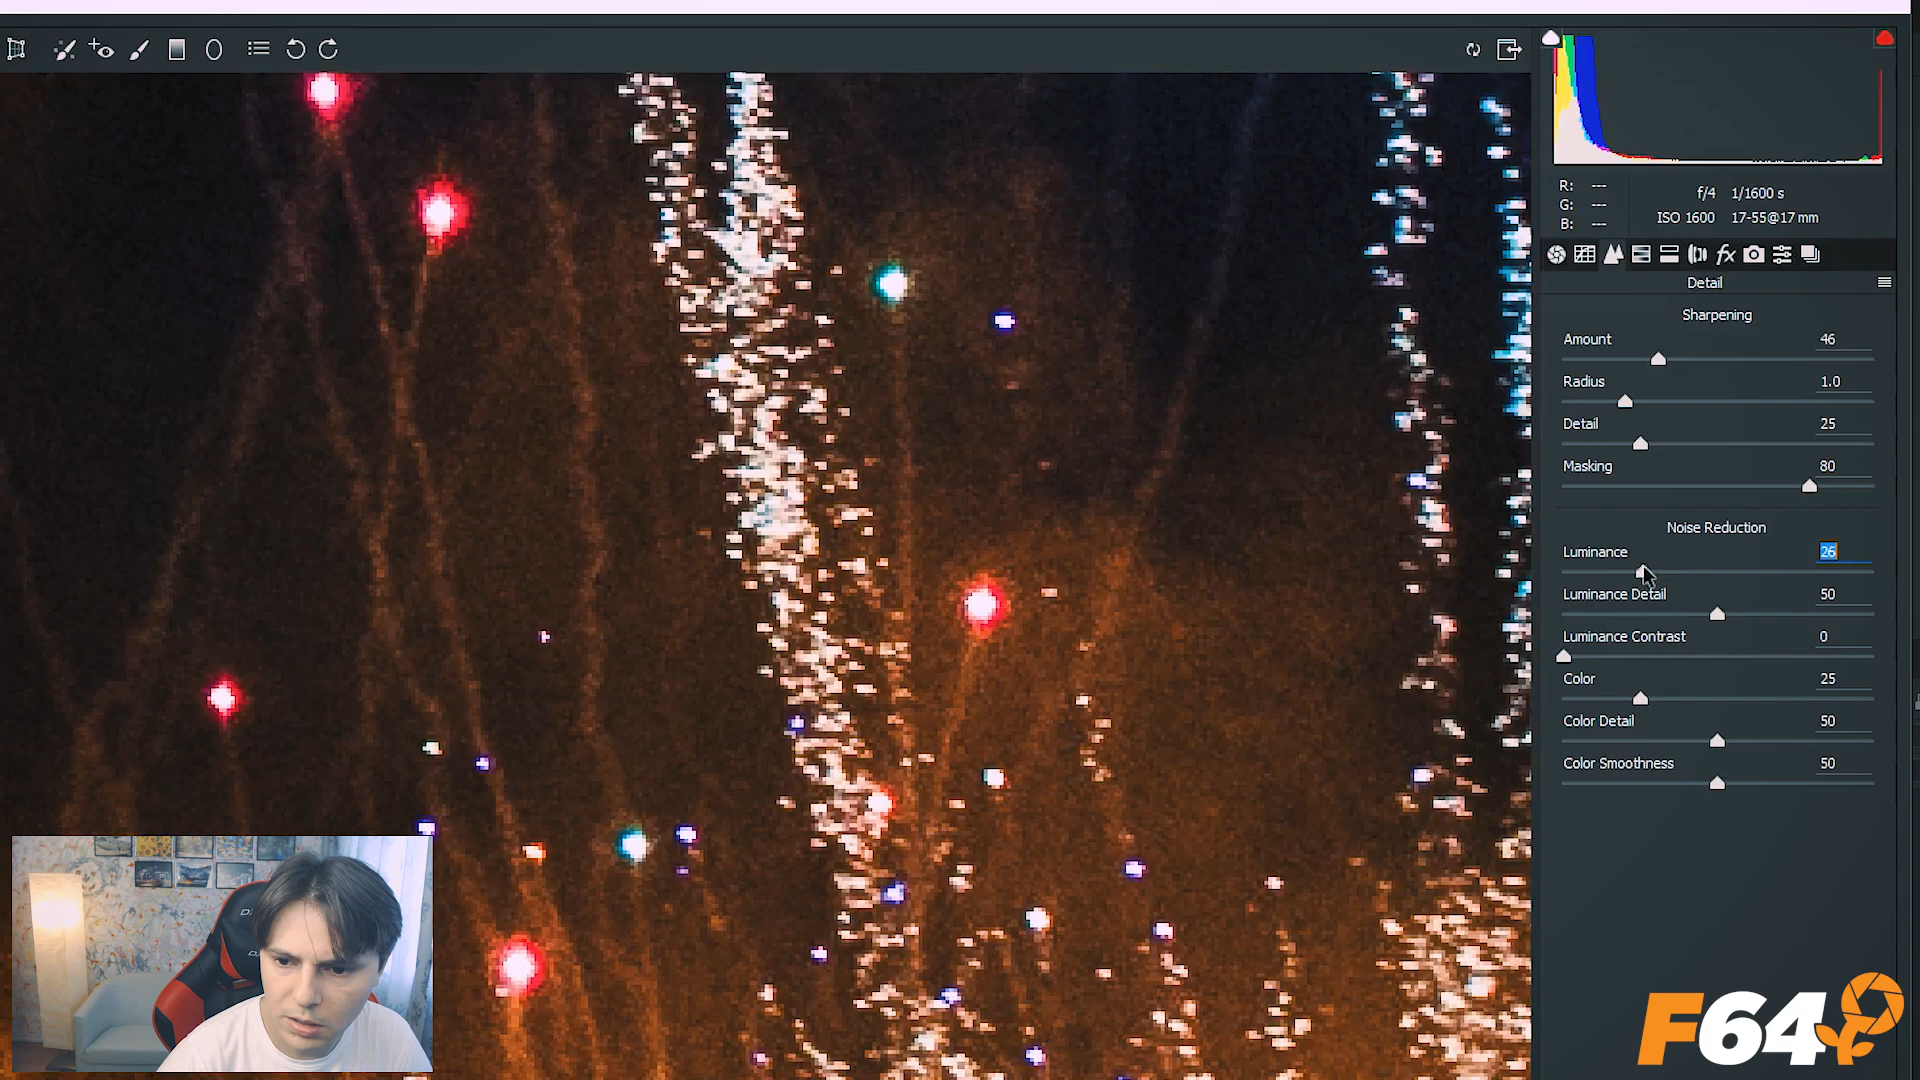 R: ---
G: ---
B: ---
f/4 1/1600 s
ISO 1600 17-55@17 mm
fx
Detail
Sharpening
Amount 46
Radius 1.0
Detail 25
Masking 80
Noise Reduction
Luminance 26
Luminance Detail 50
Luminance Contrast 0
Color 25
Color Detail 50
Color Smoothness 50
F64